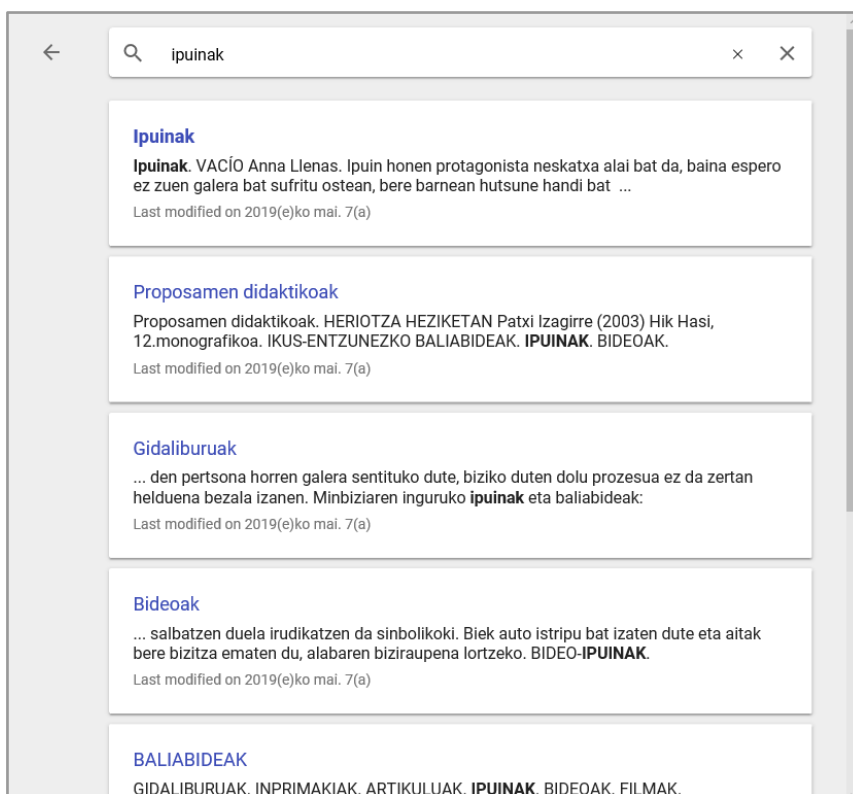 ipuinak
Ipuinak
Ipuinak. VACÍO Anna Llenas. Ipuin honen protagonista neskatxa alai bat da, baina espero
ez zuen galera bat sufritu ostean, bere barnean hutsune handi bat ...
Last modified on 2019(e)ko mai. 7(a)
Proposamen didaktikoak
Proposamen didaktikoak. HERIOTZA HEZIKETAN Patxi Izagirre (2003) Hik Hasi,
12.monografikoa. IKUS-ENTZUNEZKO BALIABIDEAK. IPUINAK. BIDEOAK.
Last modified on 2019(e)ko mai. 7(a)
Gidaliburuak
... den pertsona horren galera sentituko dute, biziko duten dolu prozesua ez da zertan
helduena bezala izanen. Minbiziaren inguruko ipuinak eta baliabideak:
Last modified on 2019(e)ko mai. 7(a)
Bideoak
... salbatzen duela irudikatzen da sinbolikoki. Biek auto istripu bat izaten dute eta aitak
bere bizitza ematen du, alabaren biziraupena lortzeko. BIDEO-IPUINAK.
Last modified on 2019(e)ko mai. 7(a)
BALIABIDEAK
GIDALIBURUAK. INPRIMAKIAK. ARTIKULUAK. IPUINAK. BIDEOAK. FILMAK.